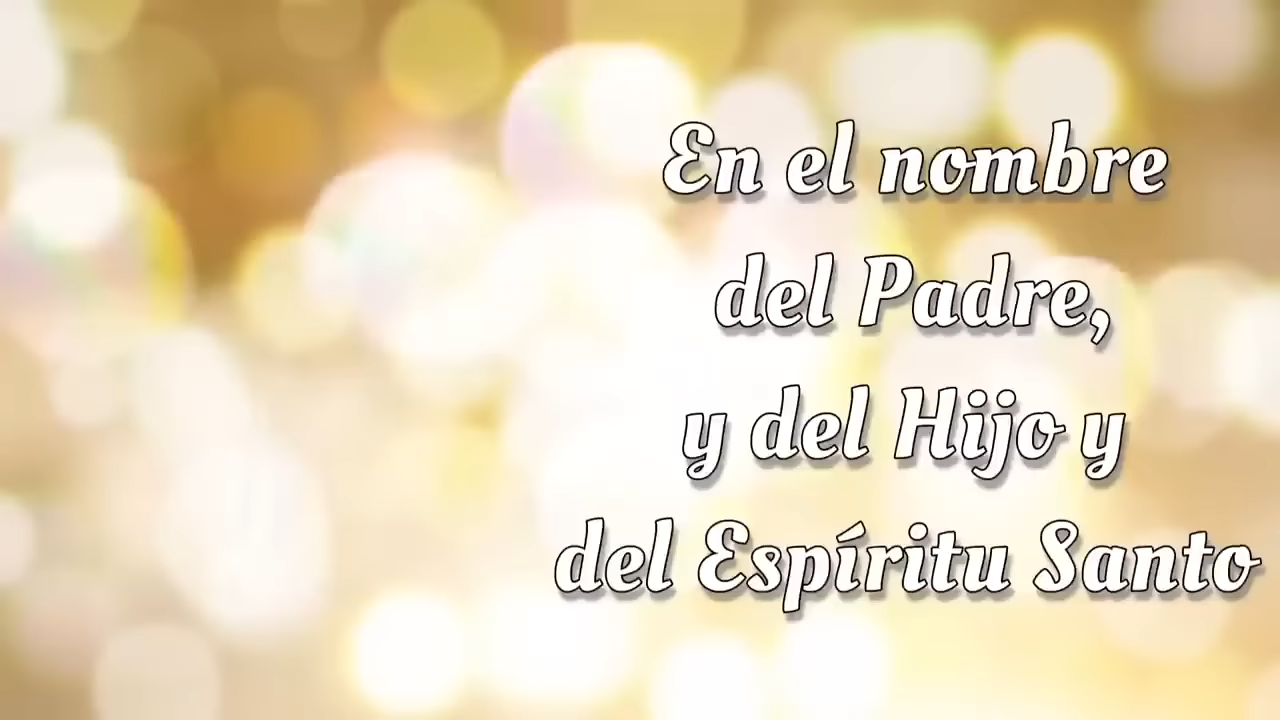 En el nombre
del Padre,
y del Hijo y
del Espíritu Santo